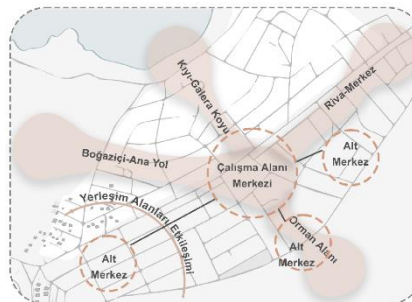 Kıyı-Galera Koyu
Riva-Merkez
Boğaziçi-Ana Yol
Çalışma Alanı
Merkezi
Alt
Merkez
Yerleşim Alanları Etkileşimi
Orman Alanı
Alt
Merkez
Alt
Merkez